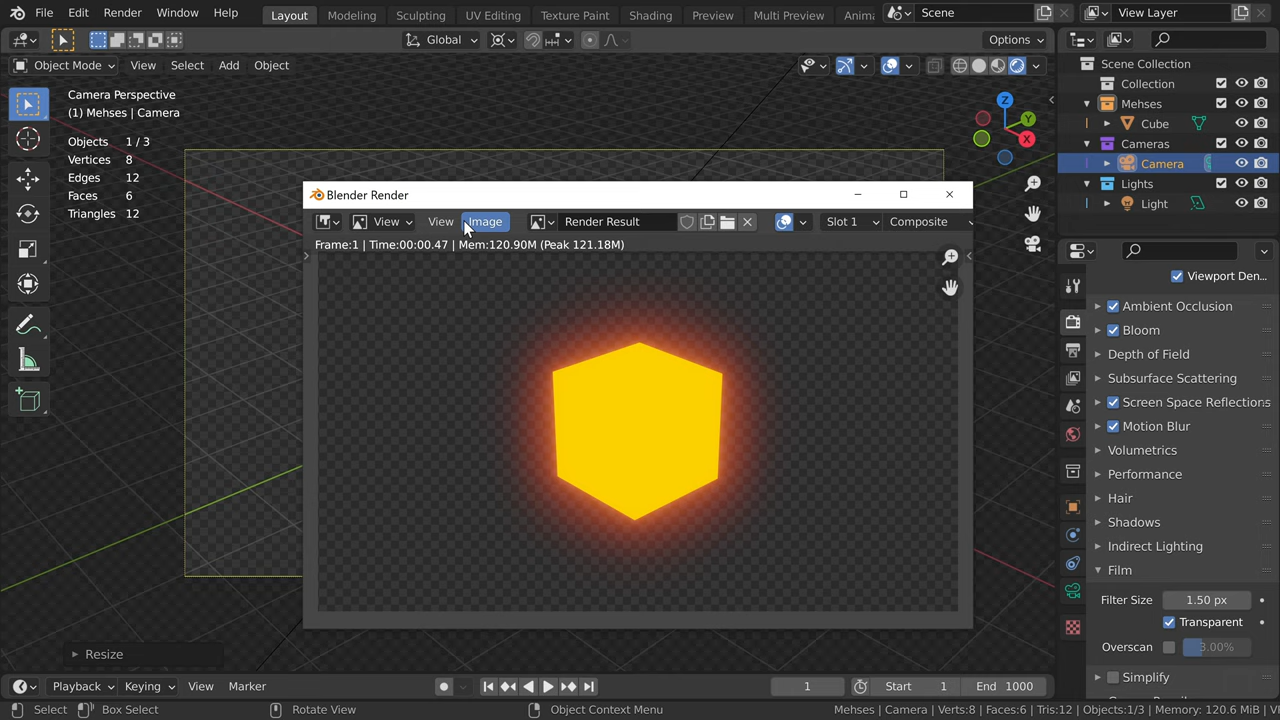 File Edit Render Window Help Layout Modeling Sculpting UV Editing Texture Paint Shading Preview Multi Preview Anima Scene View Layer
Global Options
Object Mode View Select Add Object
Camera Perspective
(1) Mehses | Camera
Objects 1 / 3
Vertices 8
Edges 12
Faces 6
Triangles 12
Z
Y
X
Scene Collection
Collection
Mehses
Cube
Cameras
Camera
Lights
Light
Blender Render
View View Image Render Result Slot 1 Composite
Frame:1 | Time:00:00.47 | Mem:120.90M (Peak 121.18M)
Viewport Den...
Ambient Occlusion
Bloom
Depth of Field
Subsurface Scattering
Screen Space Reflections
Motion Blur
Volumetrics
Performance
Hair
Shadows
Indirect Lighting
Film
Filter Size 1.50 px
Transparent
Overscan 3.00%
Simplify
Resize
Playback Keying View Marker 1 Start 1 End 1000
Select Box Select Rotate View Object Context Menu Mehses | Camera | Verts:8 | Faces:6 | Tris:12 | Objects:1/3 | Memory: 120.6 MiB | V